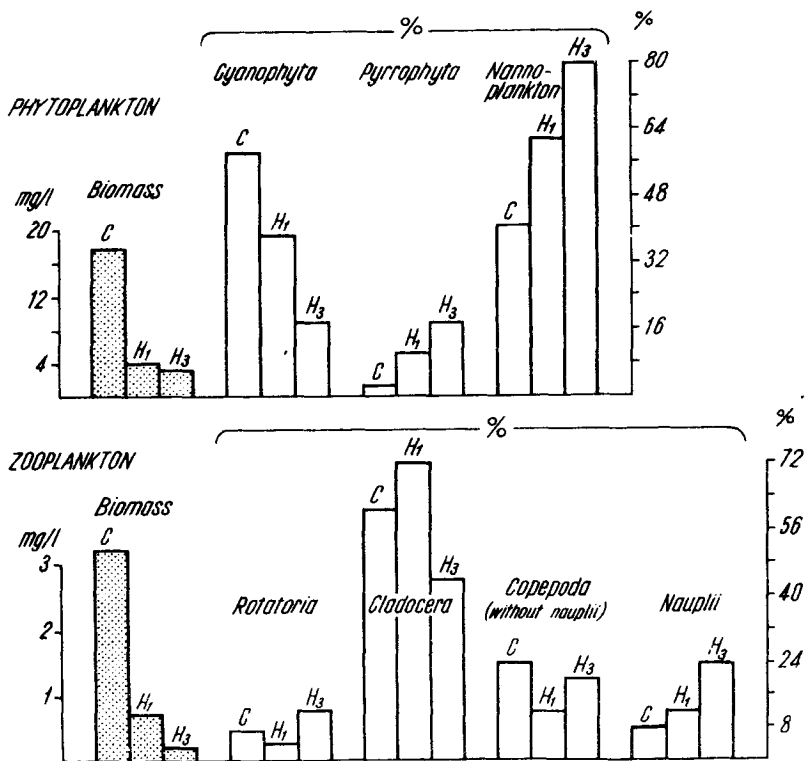 %
%
Cyanophyta Pyrrophyta Nanno-
plankton
PHYTOPLANKTON
mg/l Biomass
20
12
4
C H1 H3
C H1 H3
C H1 H3
C H1 H3
80
64
48
32
16
%
%
ZOOPLANKTON
mg/l Biomass
3
2
1
Rotatoria Cladocera Copepoda
(without nauplii) Nauplii
C H1 H3
C H1 H3
C H1 H3
C H1 H3
C H1 H3
72
56
40
24
8